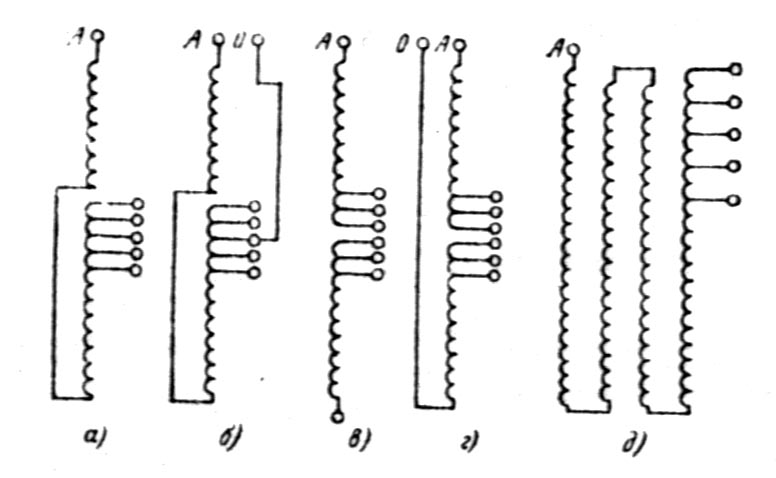 А
А 0
А
0 А
А
а) б) в) г) д)